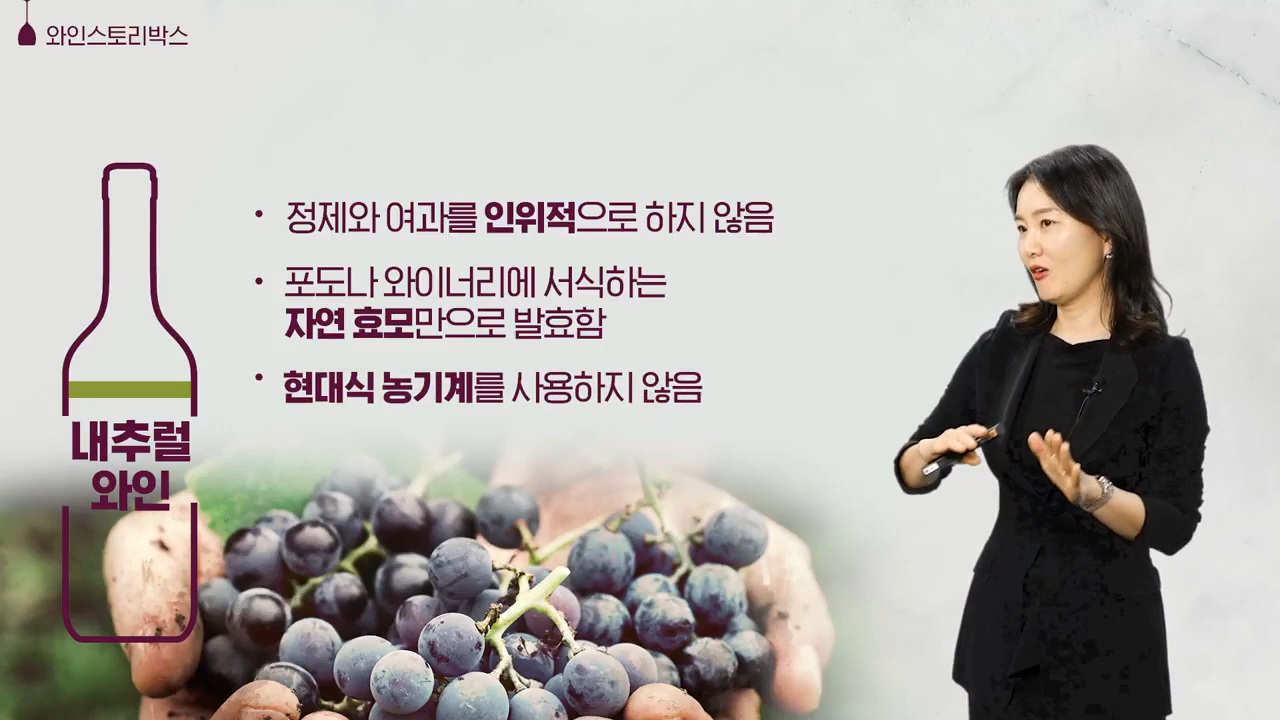 와인스토리박스
• 정제와 여과를 인위적으로 하지 않음
• 포도나 와이너리에 서식하는
자연 효모만으로 발효함
• 현대식 농기계를 사용하지 않음
내추럴
와인